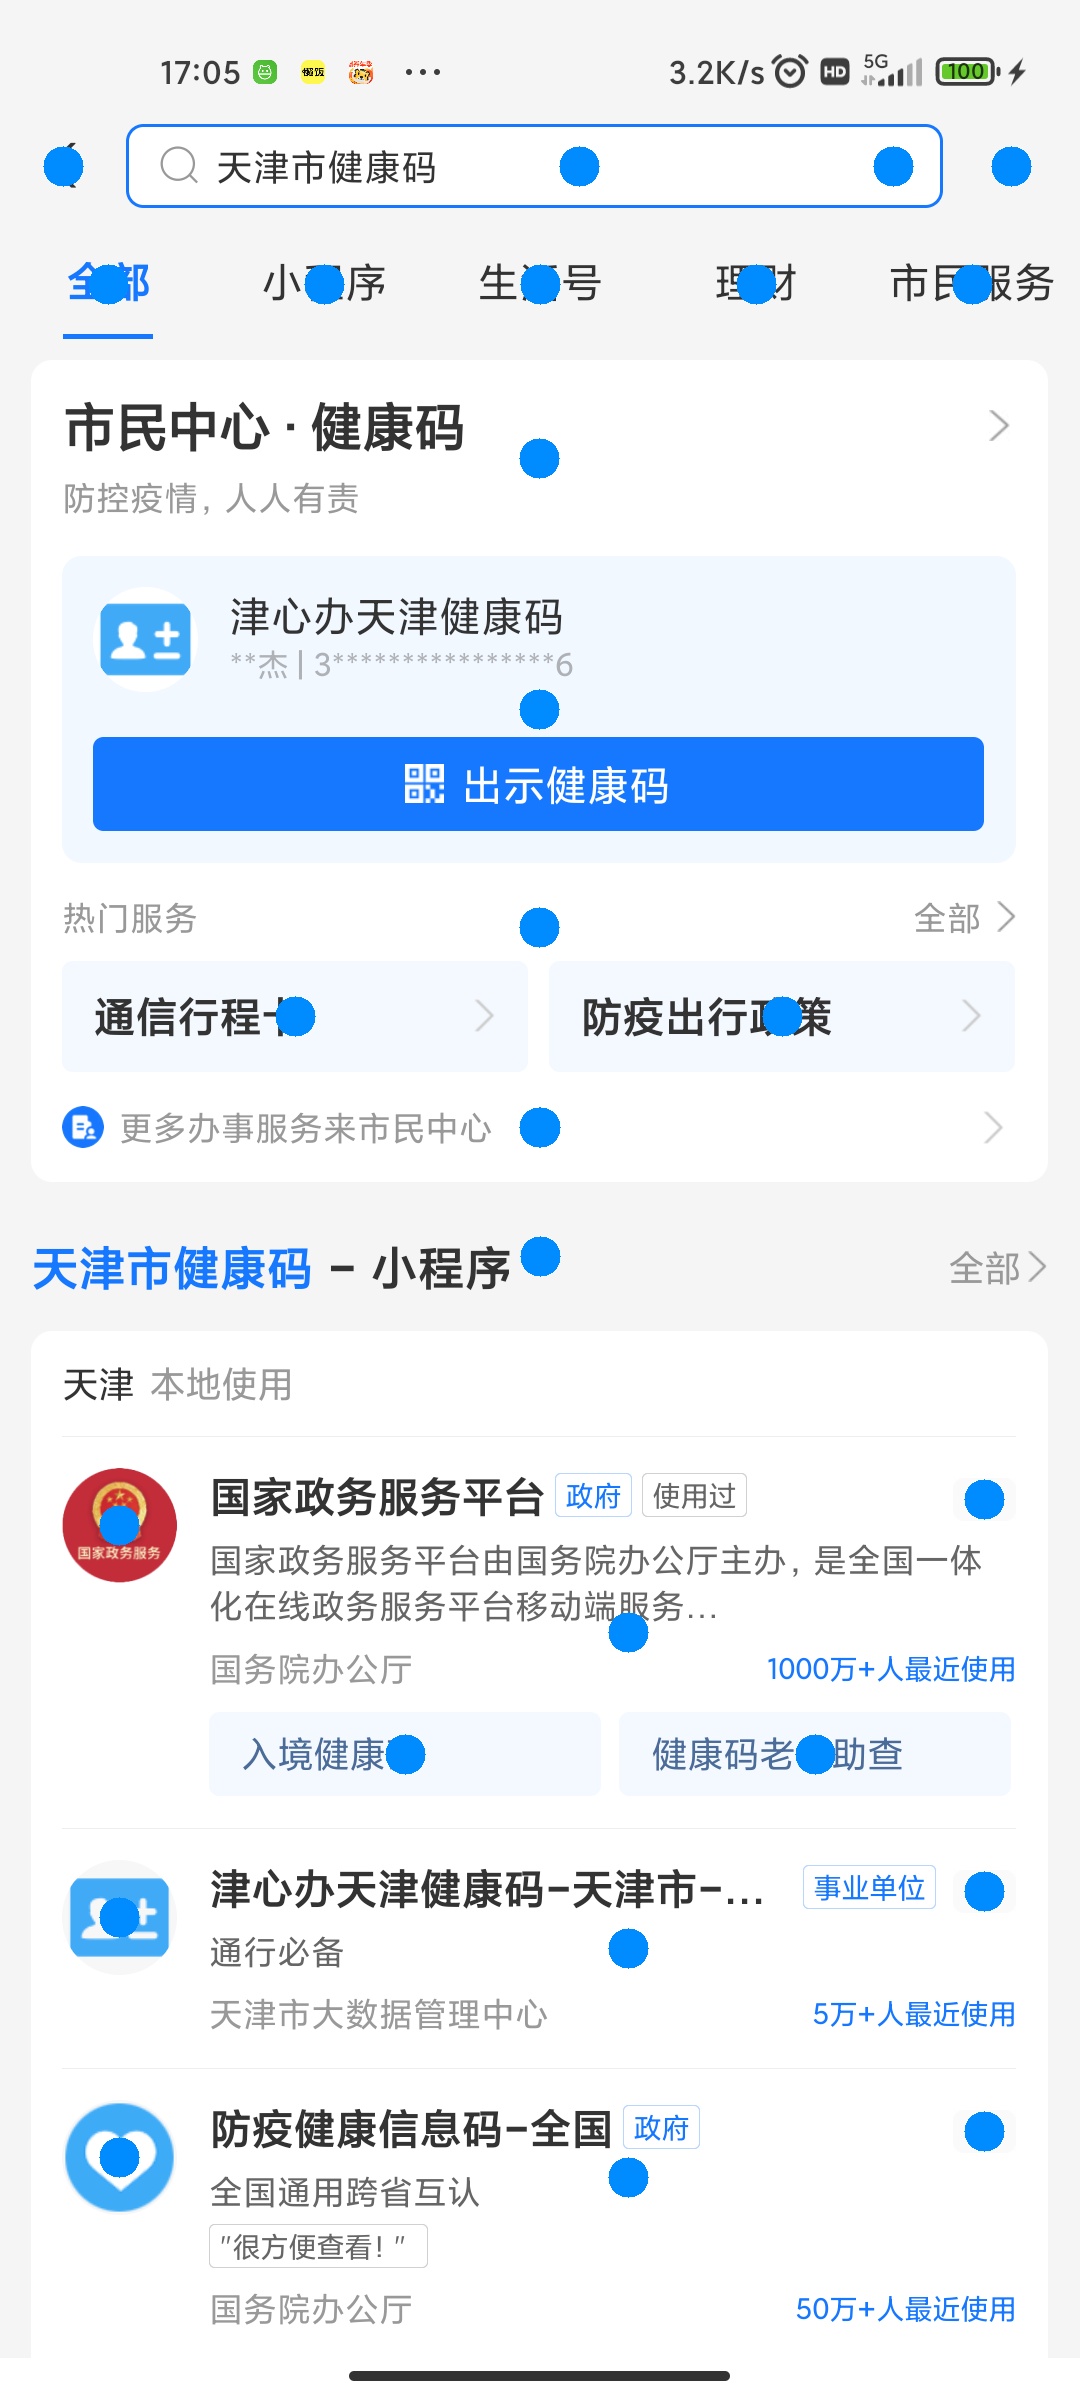 17:05
懒饭
3.2K/s HD 5G 100
天津市健康码
全部 小序 生号 理财 市民服务
市民中心·健康码
防控疫情，人人有责
津心办天津健康码
**杰 | 3****************6
出示健康码
热门服务 全部
通信行程 防疫出行政策
更多办事服务来市民中心
天津市健康码 - 小程序 全部
天津 本地使用
国家政务服务平台 政府 使用过
国家政务服务
国家政务服务平台由国务院办公厅主办，是全国一体
化在线政务服务平台移动端服务...
国务院办公厅 1000万+人最近使用
入境健康 健康码老助查
津心办天津健康码-天津市-... 事业单位
通行必备
天津市大数据管理中心 5万+人最近使用
防疫健康信息码-全国 政府
全国通用跨省互认
"很方便查看！"
国务院办公厅 50万+人最近使用